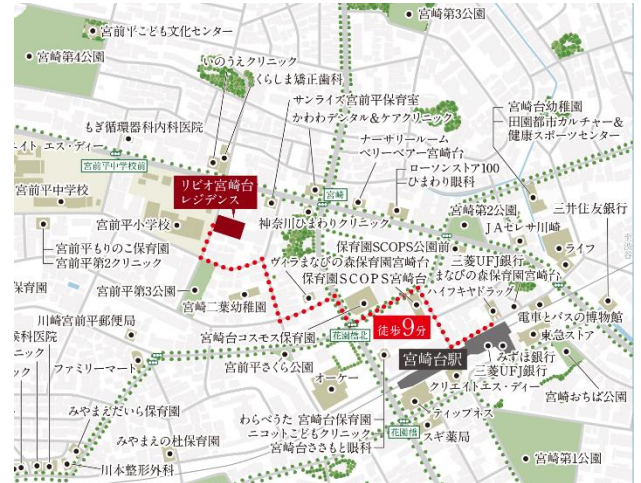 宮前平こども文化センター
宮崎第4公園
宮崎第3公園
いのうえクリニック
くらしま矯正歯科
サンライズ宮前平保育室
かわわデンタル&ケアクリニック
宮崎台幼稚園
田園都市カルチャー&
健康スポーツセンター
もぎ循環器科内科医院
ナーサリールーム
ベリーベアー宮崎台
エイト エス・ディー
宮前平中学校前
ローソンストア100
ひまわり眼科
宮前平中学校
リビオ宮崎台
レジデンス
宮崎
宮前平小学校
神奈川ひまわりクリニック
宮崎第2公園
三井住友銀行
JAセレサ川崎
宮前平もりのこ保育園
宮前平第2クリニック
保育園SCOPS公園前
ライフ
ヴィラまなびの森保育園宮崎台
三菱UFJ銀行
まなびの森保育園宮崎台
保育園
宮前平第3公園
保育園SCOPS宮崎台
ハイフキヤドラッグ
宮崎二葉幼稚園
電車とバスの博物館
川崎宮前平郵便局
宮崎台コスモス保育園
花園橋北
徒歩9分
東急ストア
候科医院
ニック
ック
ファミリーマート
宮前平さくら公園
宮崎台駅
みずほ銀行
三菱UFJ銀行
オーケー
クリエイトエス・ディー
宮崎おちば公園
みやまえだいら保育園
わらべうた 宮崎台保育園
ニコットこどもクリニック
宮崎台ささもと眼科
ティップネス
花園橋
スギ薬局
みやまえの杜保育園
川本整形外科
宮崎第1公園